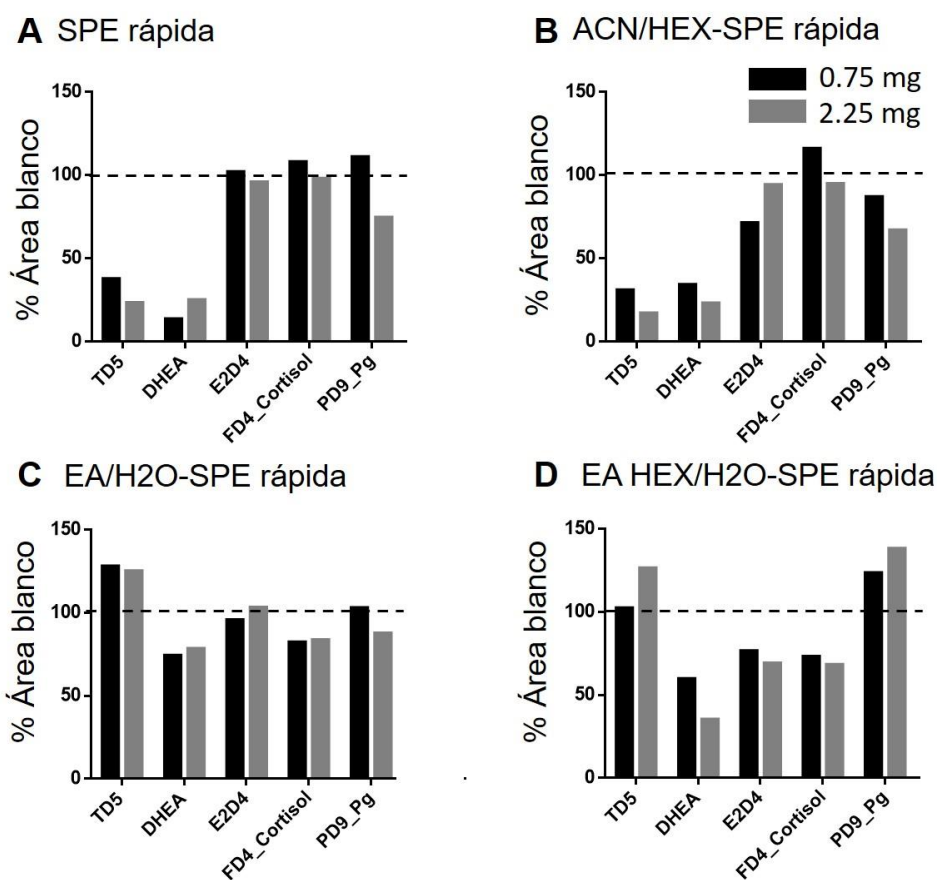 A SPE rápida
% Área blanco
150
100
50
0
TD5
DHEA
E2D4
FD4_Cortisol
PD9_Pg
B ACN/HEX-SPE rápida
0.75 mg
2.25 mg
% Área blanco
150
100
50
0
TD5
DHEA
E2D4
FD4_Cortisol
PD9_Pg
C EA/H2O-SPE rápida
% Área blanco
150
100
50
0
TD5
DHEA
E2D4
FD4_Cortisol
PD9_Pg
D EA HEX/H2O-SPE rápida
% Área blanco
150
100
50
0
TD5
DHEA
E2D4
FD4_Cortisol
PD9_Pg